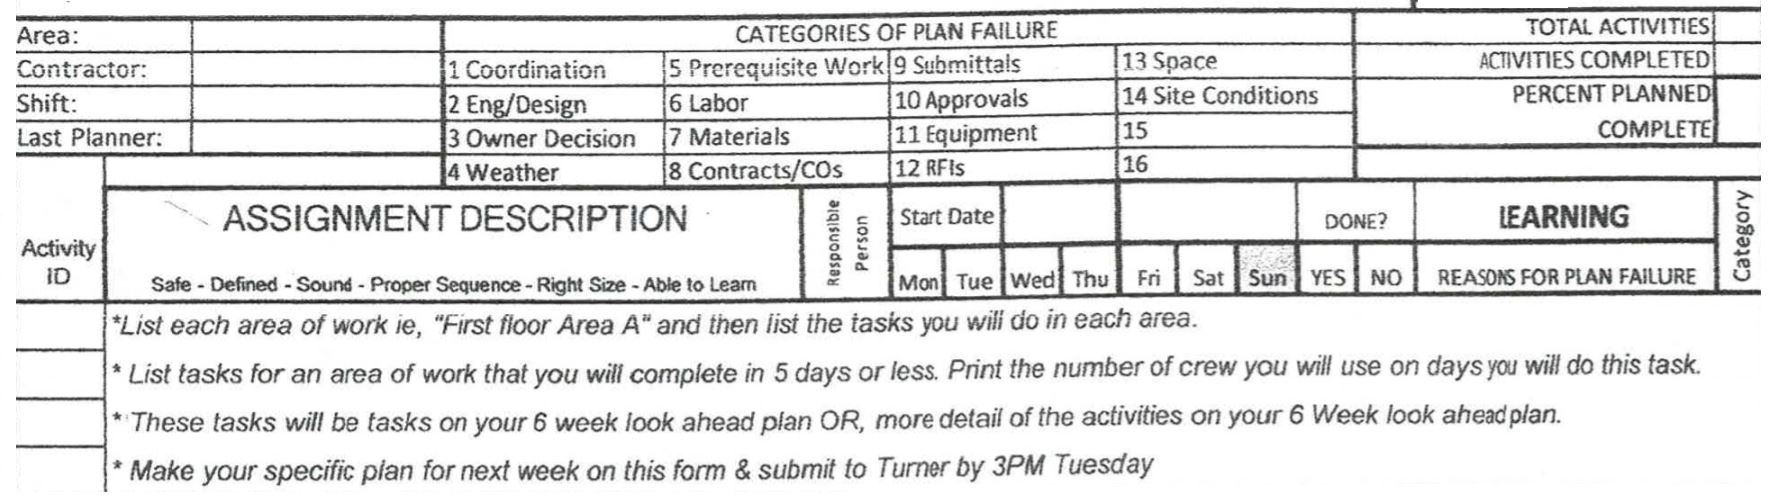 Area: CATEGORIES OF PLAN FAILURE TOTAL ACTIVITIES
Contractor: 1 Coordination 5 Prerequisite Work 9 Submittals 13 Space ACTIVITIES COMPLETED
Shift: 2 Eng/Design 6 Labor 10 Approvals 14 Site Conditions PERCENT PLANNED
Last Planner: 3 Owner Decision 7 Materials 11 Equipment 15 COMPLETE
4 Weather 8 Contracts/COs 12 RFIs 16
Activity
ID
ASSIGNMENT DESCRIPTION
Safe - Defined - Sound - Proper Sequence - Right Size - Able to Learn
Responsible
Person
Start Date
DONE?
LEARNING
Category
Mon Tue Wed Thu Fri Sat Sun YES NO REASONS FOR PLAN FAILURE
*List each area of work ie, "First floor Area A" and then list the tasks you will do in each area.
* List tasks for an area of work that you will complete in 5 days or less. Print the number of crew you will use on days you will do this task.
* These tasks will be tasks on your 6 week look ahead plan OR, more detail of the activities on your 6 Week look ahead plan.
* Make your specific plan for next week on this form & submit to Turner by 3PM Tuesday